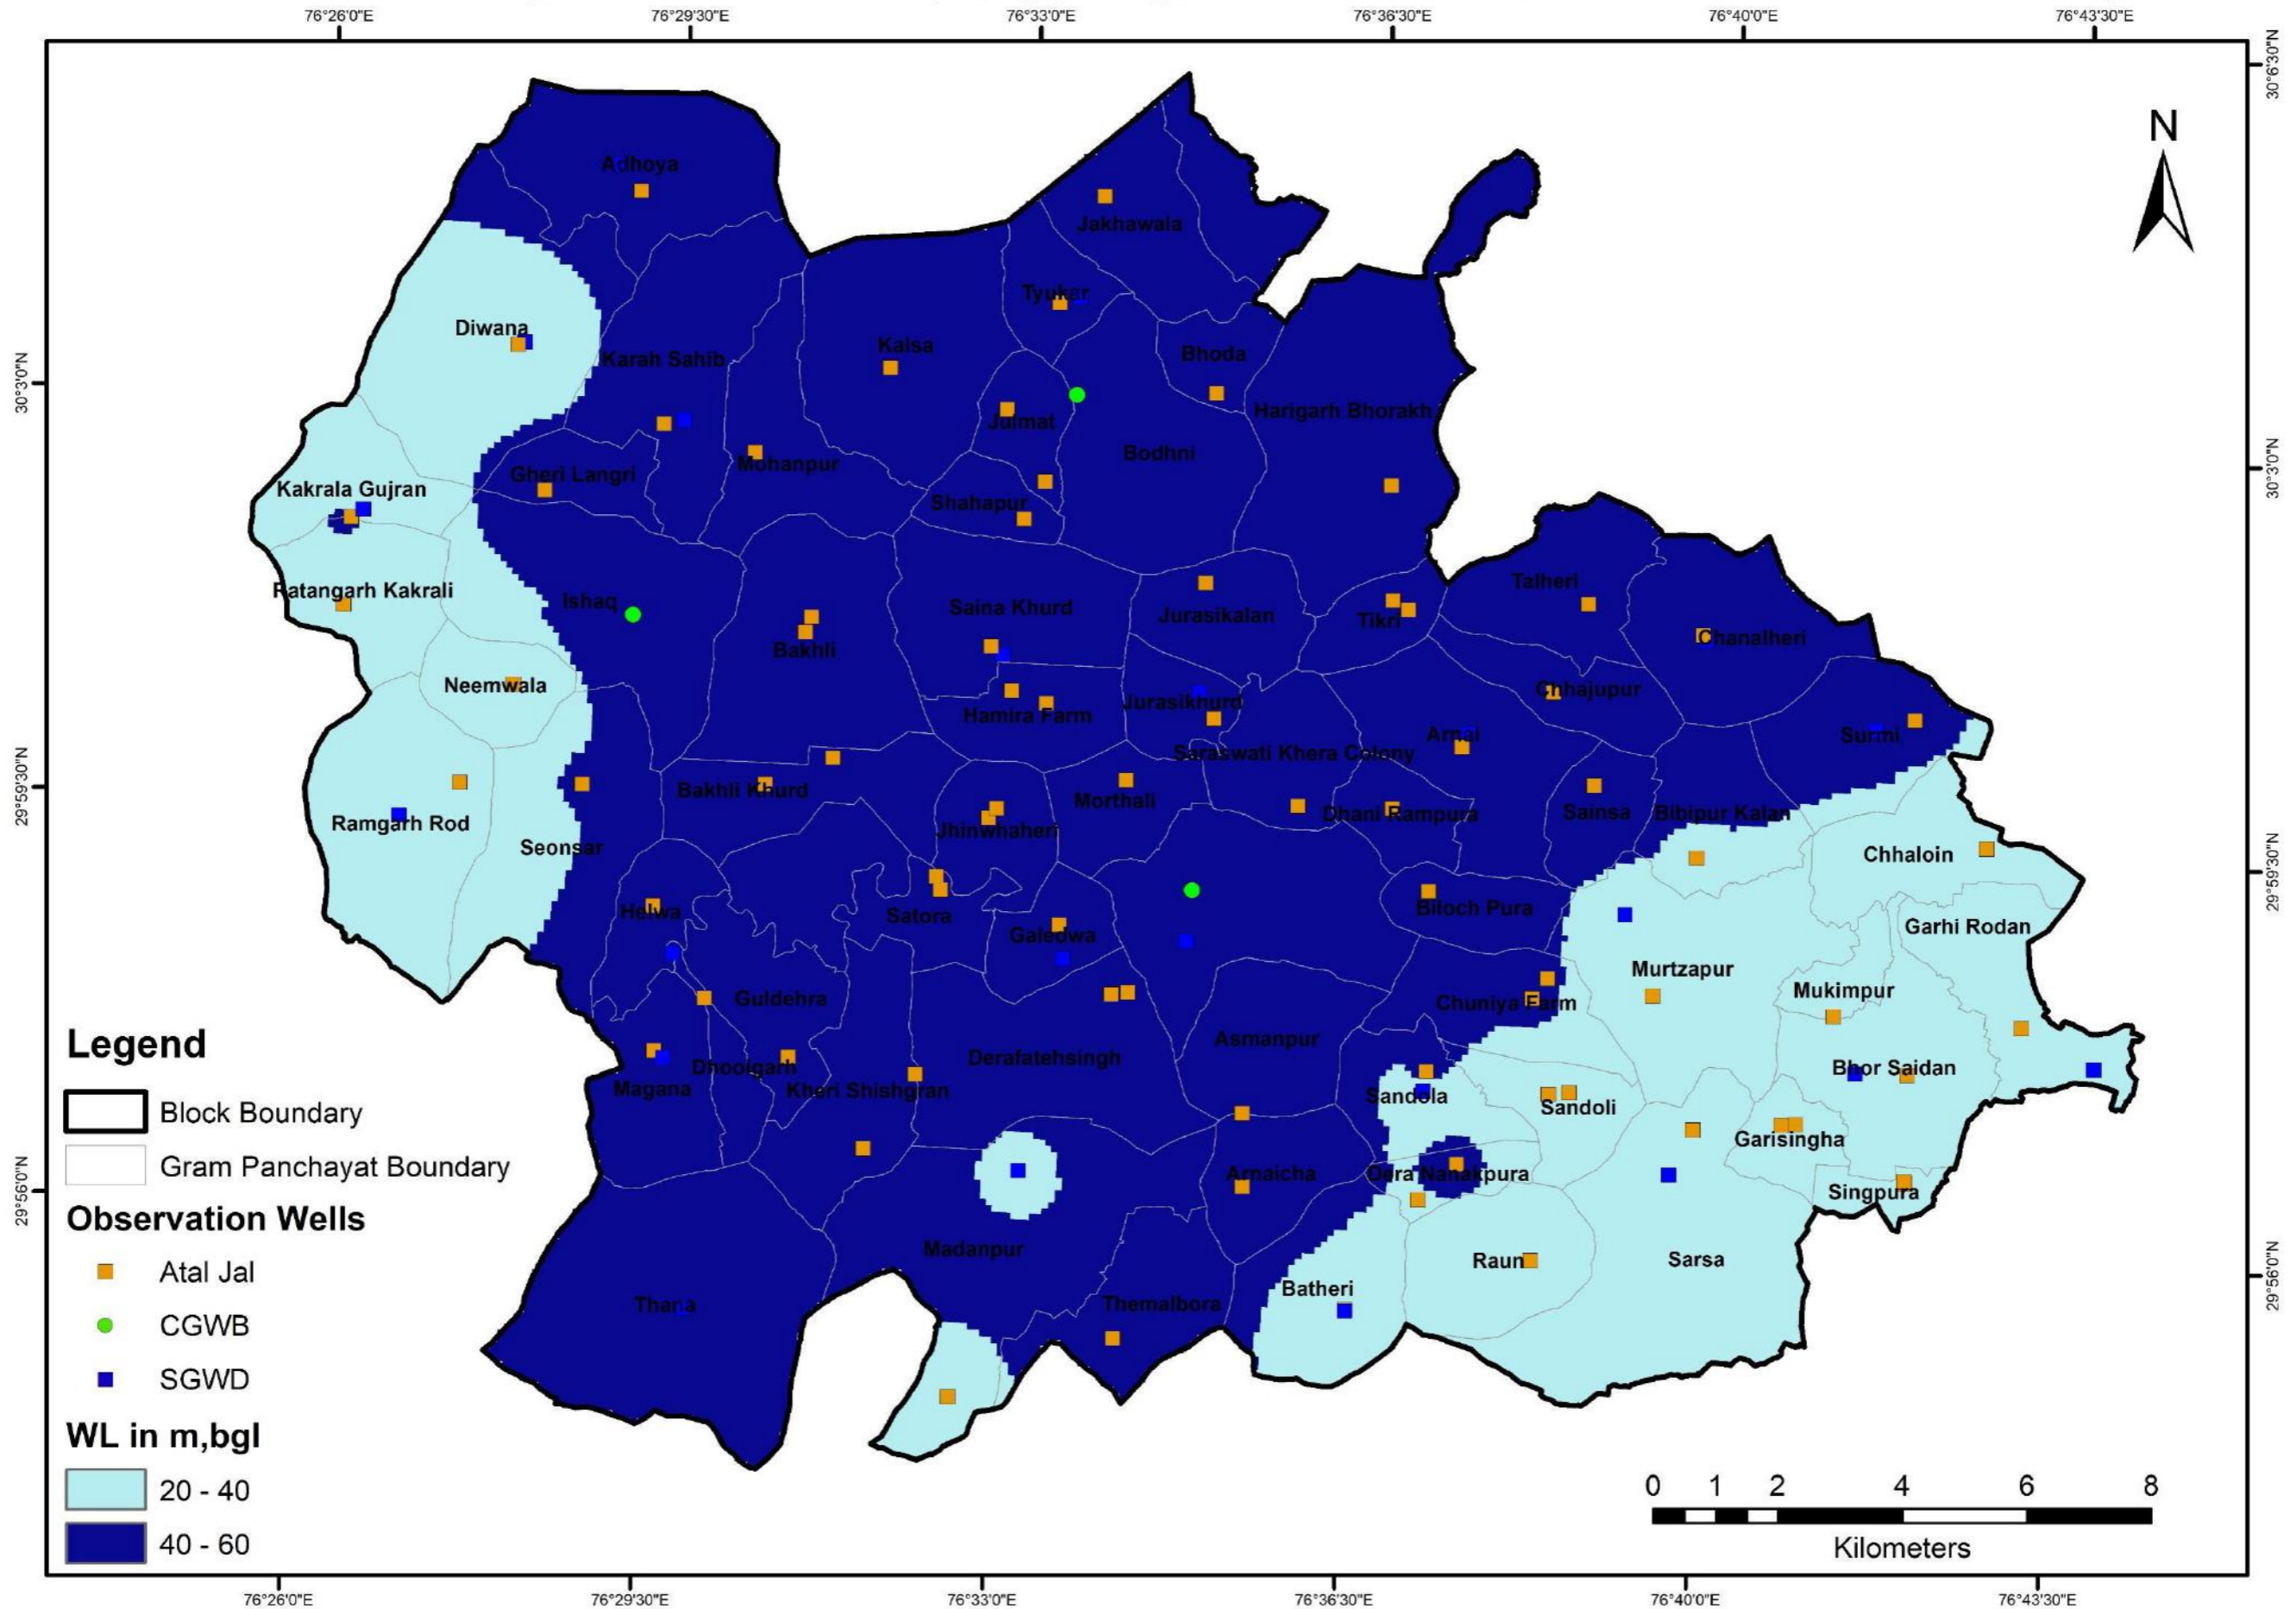 76°26'0"E
76°29'30"E
76°33'0"E
76°36'30"E
76°40'0"E
76°43'30"E
30°6'30"N
N
Adhoya
Jakhawala
Tyukar
Diwana
Kalsa
Bhoda
Karah Sahib
30°3'0"N
Harigarh Bhorakh
Julmat
Bodhni
30°3'0"N
Mohanpur
Gheri Langri
Kakrala Gujran
Shahapur
Talheri
Ratangarh Kakrali
Ishaq
Saina Khurd
Jurasikalan
Tikri
Chanalheri
Bakhli
Neemwala
Chhajupur
Jurasikhurd
Hamira Farm
Arnai
Surmi
Saraswati Khera Colony
29°59'30"N
Bakhli Khurd
Morthali
Dhani Rampura
Sainsa
Bibipur Kalan
Ramgarh Rod
Jhinwhaheri
Seonsar
Chhaloin
29°59'30"N
Helwa
Satora
Biloch Pura
Galedwa
Garhi Rodan
Murtzapur
Mukimpur
Guldehra
Chuniya Farm
Asmanpur
Derafatehsingh
Dhoolgarh
Bhor Saidan
Magana
Kheri Shishgran
Sandola
Sandoli
Garisingha
Arnaicha
Dera Nanakpura
Singpura
29°56'0"N
Madanpur
Raun
Sarsa
Batheri
29°56'0"N
Thana
Themalbora
Legend
Block Boundary
Gram Panchayat Boundary
Observation Wells
Atal Jal
CGWB
SGWD
WL in m,bgl
20 - 40
40 - 60
0 1 2 4 6 8
Kilometers
76°26'0"E
76°29'30"E
76°33'0"E
76°36'30"E
76°40'0"E
76°43'30"E